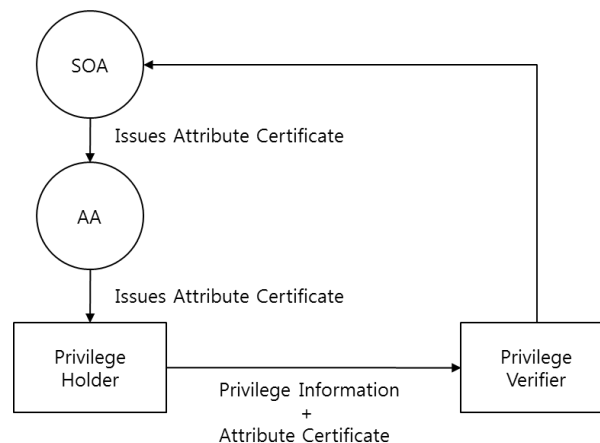 SOA
Issues Attribute Certificate
AA
Issues Attribute Certificate
Privilege
Holder
Privilege
Verifier
Privilege Information
+
Attribute Certificate